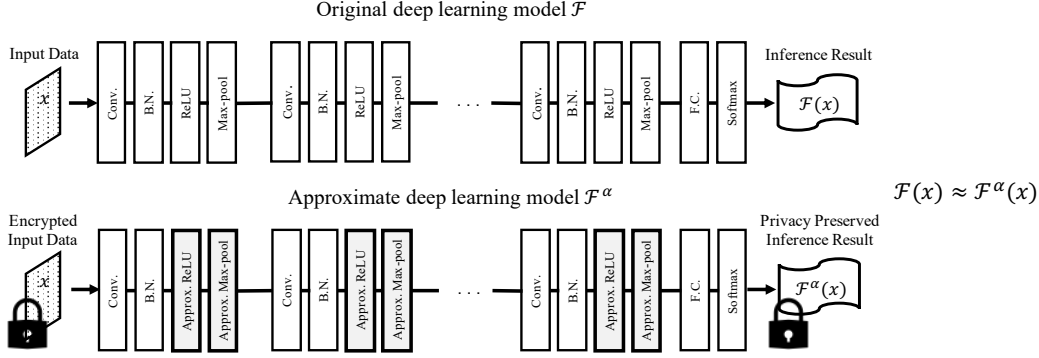 Original deep learning model ℱ
Input Data
x
Conv.
B.N.
ReLU
Max-pool
Conv.
B.N.
ReLU
Max-pool
. . .
Conv.
B.N.
ReLU
Max-pool
F.C.
Softmax
Inference Result
ℱ(x)
Approximate deep learning model ℱ^α
ℱ(x) ≈ ℱ^α(x)
Encrypted
Input Data
x
Conv.
B.N.
Approx. ReLU
Approx. Max-pool
Conv.
B.N.
Approx. ReLU
Approx. Max-pool
. . .
Conv.
B.N.
Approx. ReLU
Approx. Max-pool
F.C.
Softmax
Privacy Preserved
Inference Result
ℱ^α(x)